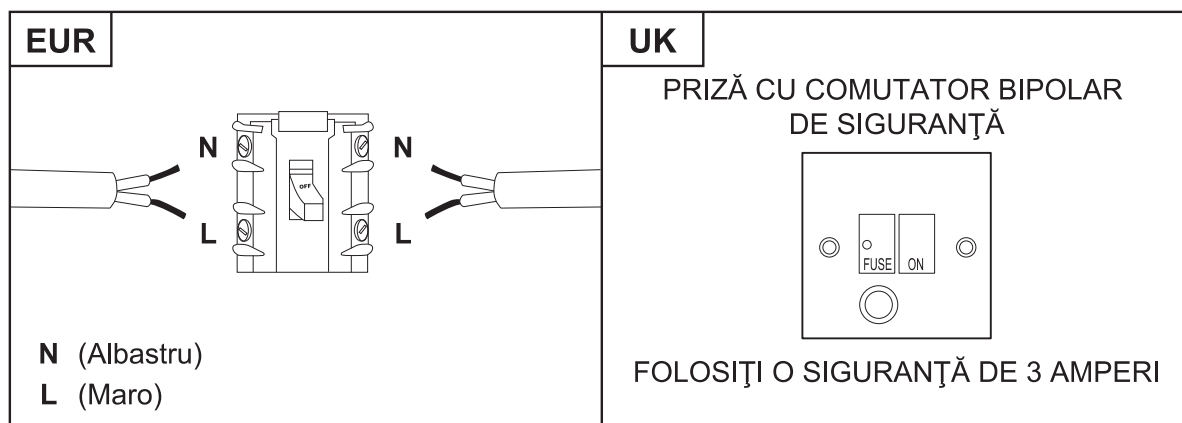 EUR
N N
OFF
L L
N (Albastru)
L (Maro)
UK
PRIZĂ CU COMUTATOR BIPOLAR
DE SIGURANŢĂ
FUSE ON
FOLOSIŢI O SIGURANŢĂ DE 3 AMPERI